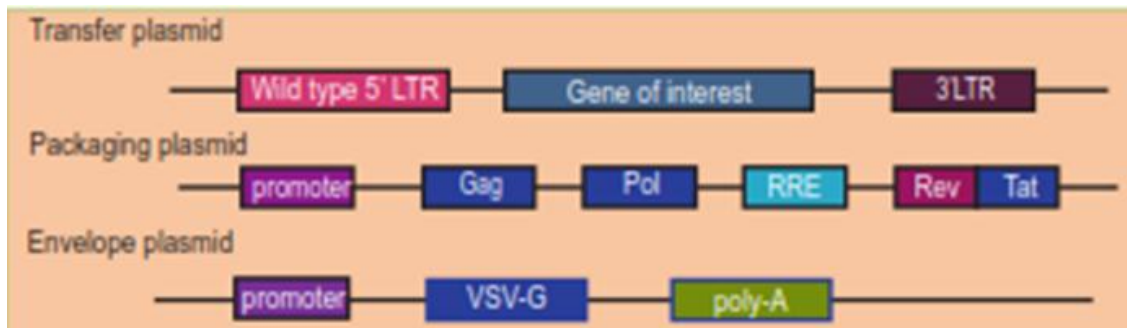 Transfer plasmid
Wild type 5' LTR Gene of interest 3'LTR
Packaging plasmid
promoter Gag Pol RRE Rev Tat
Envelope plasmid
promoter VSV-G poly-A